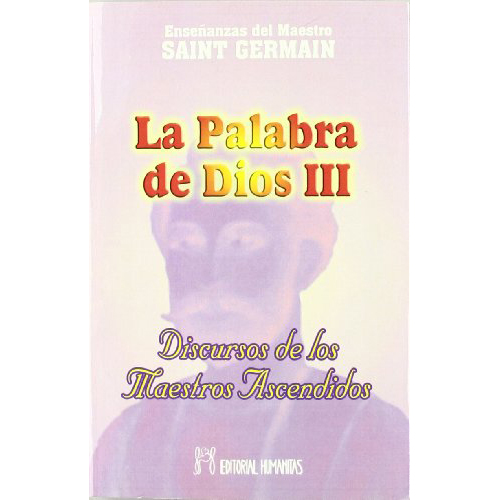 Enseñanzas del Maestro
SAINT GERMAIN
La Palabra
de Dios III
Discursos de los
Maestros Ascendidos
EDITORIAL HUMANITAS